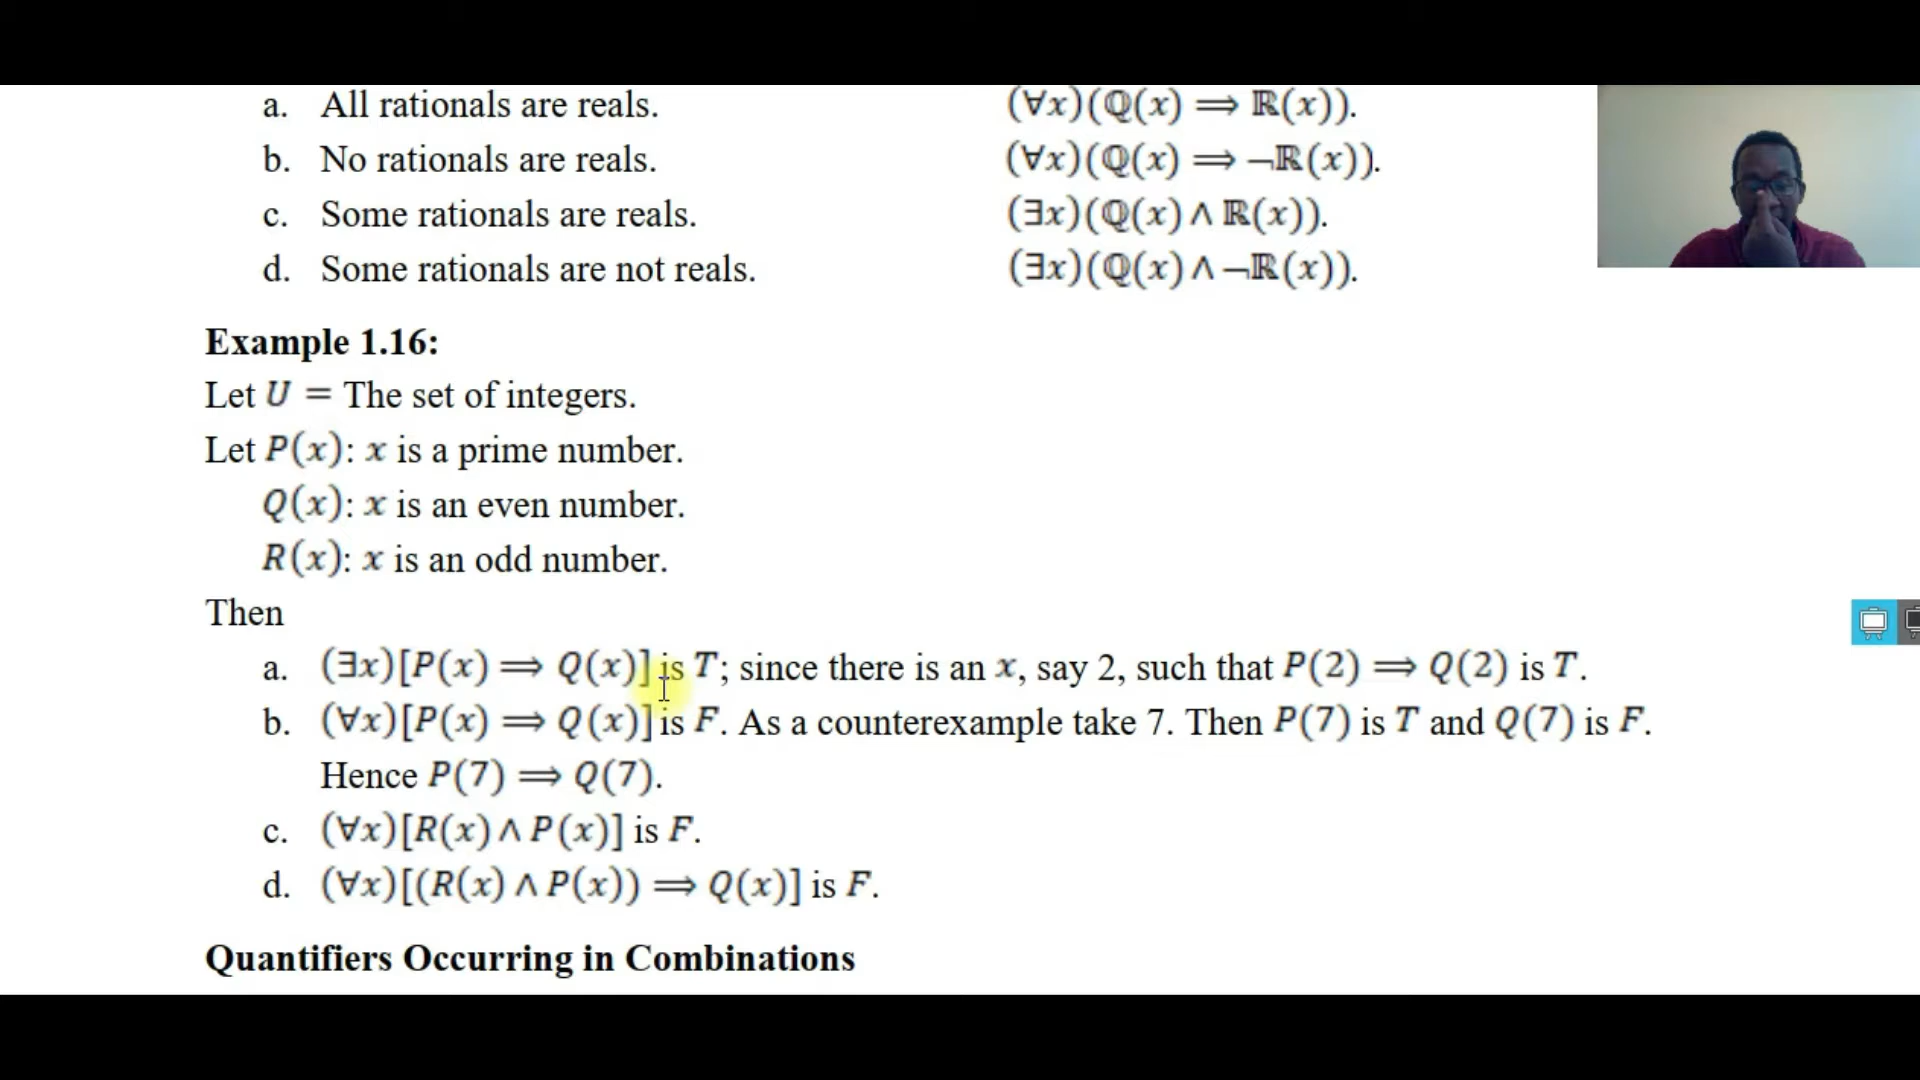 a. All rationals are reals. (∀x)(ℚ(x) ⟹ ℝ(x)).
b. No rationals are reals. (∀x)(ℚ(x) ⟹ ¬ℝ(x)).
c. Some rationals are reals. (∃x)(ℚ(x) ∧ ℝ(x)).
d. Some rationals are not reals. (∃x)(ℚ(x) ∧ ¬ℝ(x)).
Example 1.16:
Let U = The set of integers.
Let P(x): x is a prime number.
Q(x): x is an even number.
R(x): x is an odd number.
Then
a. (∃x)[P(x) ⟹ Q(x)] is T; since there is an x, say 2, such that P(2) ⟹ Q(2) is T.
b. (∀x)[P(x) ⟹ Q(x)] is F. As a counterexample take 7. Then P(7) is T and Q(7) is F.
Hence P(7) ⟹ Q(7).
c. (∀x)[R(x) ∧ P(x)] is F.
d. (∀x)[(R(x) ∧ P(x)) ⟹ Q(x)] is F.
Quantifiers Occurring in Combinations